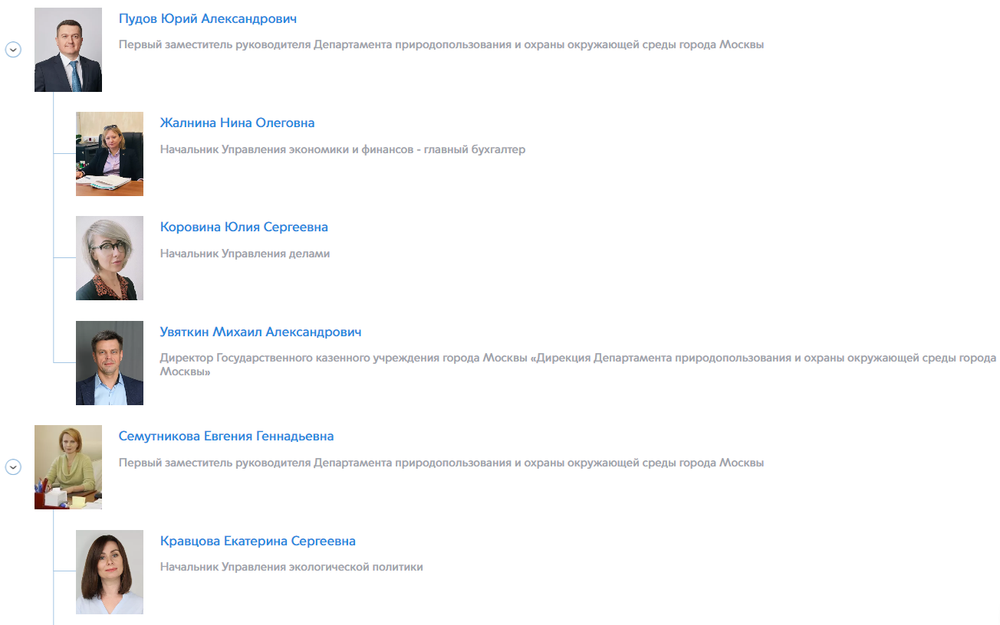 Пудов Юрий Александрович
Первый заместитель руководителя Департамента природопользования и охраны окружающей среды города Москвы
Жалнина Нина Олеговна
Начальник Управления экономики и финансов - главный бухгалтер
Коровина Юлия Сергеевна
Начальник Управления делами
Увяткин Михаил Александрович
Директор Государственного казенного учреждения города Москвы «Дирекция Департамента природопользования и охраны окружающей среды города
Москвы»
Семутникова Евгения Геннадьевна
Первый заместитель руководителя Департамента природопользования и охраны окружающей среды города Москвы
Кравцова Екатерина Сергеевна
Начальник Управления экологической политики